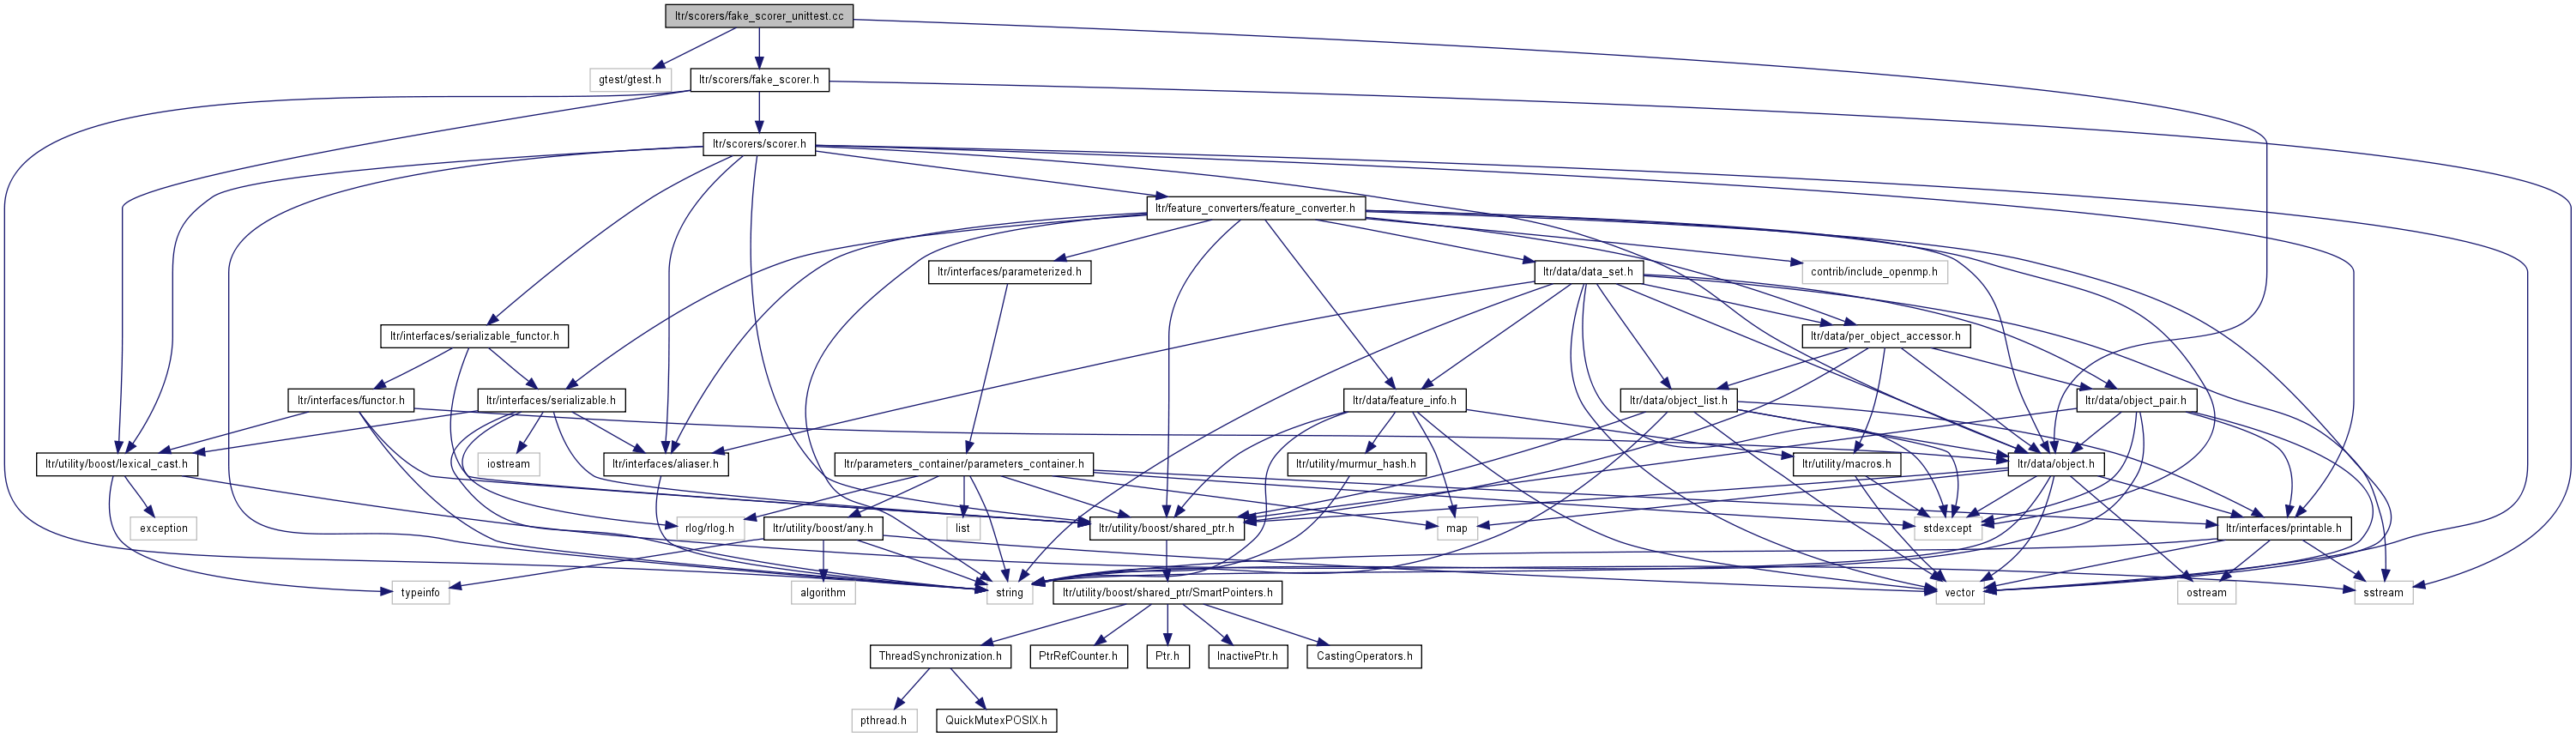 ltr/scorers/fake_scorer_unittest.cc
gtest/gtest.h
ltr/scorers/fake_scorer.h
ltr/scorers/scorer.h
ltr/feature_converters/feature_converter.h
ltr/interfaces/parameterized.h
ltr/data/data_set.h
contrib/include_openmp.h
ltr/interfaces/serializable_functor.h
ltr/data/per_object_accessor.h
ltr/interfaces/functor.h
ltr/interfaces/serializable.h
ltr/data/feature_info.h
ltr/data/object_list.h
ltr/data/object_pair.h
ltr/utility/boost/lexical_cast.h
iostream
ltr/interfaces/aliaser.h
ltr/parameters_container/parameters_container.h
ltr/utility/murmur_hash.h
ltr/utility/macros.h
ltr/data/object.h
exception
rlog/rlog.h
ltr/utility/boost/any.h
list
ltr/utility/boost/shared_ptr.h
map
stdexcept
ltr/interfaces/printable.h
typeinfo
algorithm
string
ltr/utility/boost/shared_ptr/SmartPointers.h
vector
ostream
sstream
ThreadSynchronization.h
PtrRefCounter.h
Ptr.h
InactivePtr.h
CastingOperators.h
pthread.h
QuickMutexPOSIX.h